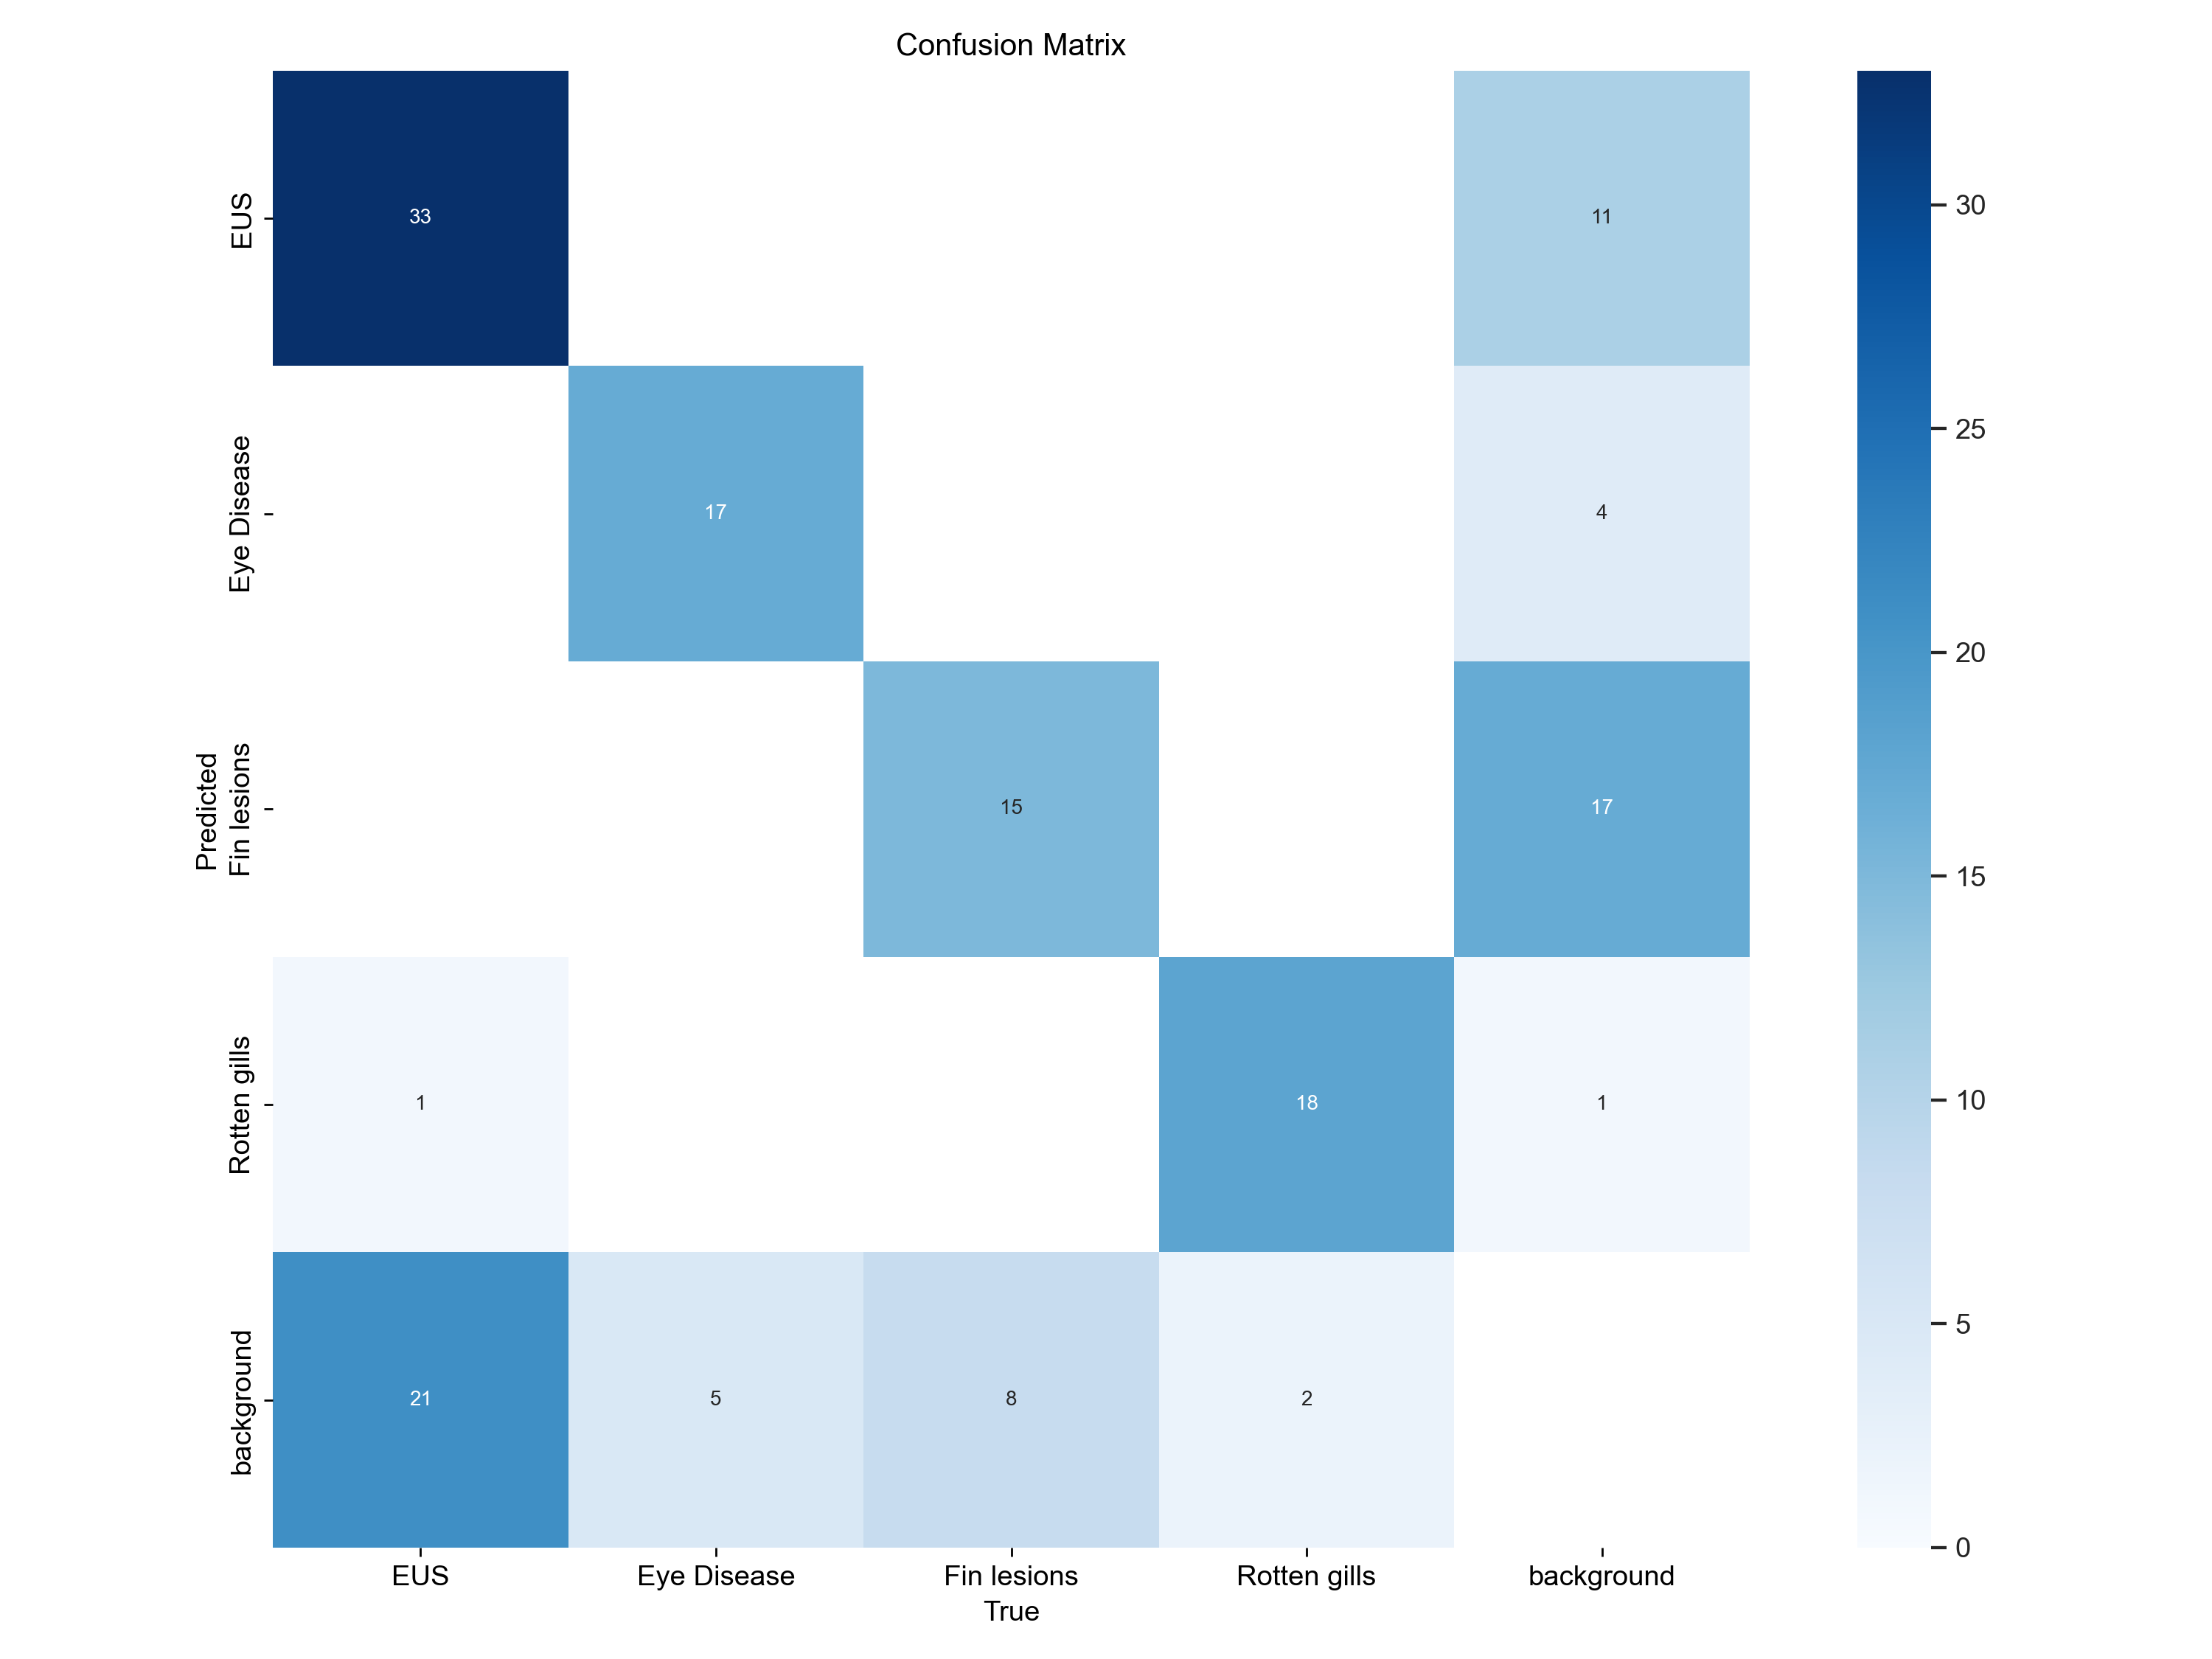 Confusion Matrix
EUS
33
11
30
Eye Disease
17
4
25
20
Predicted
Fin lesions
15
17
15
Rotten gills
1
18
1
10
background
21
5
8
2
5
0
EUS
Eye Disease
Fin lesions
Rotten gills
background
True